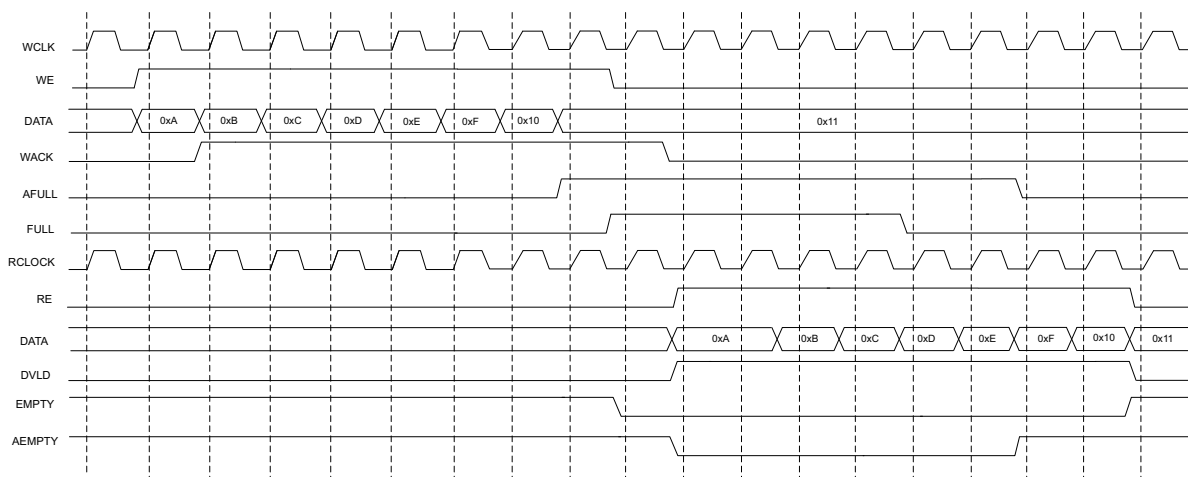 WCLK
WE
DATA 0xA 0xB 0xC 0xD 0xE 0xF 0x10 0x11
WACK
AFULL
FULL
RCLOCK
RE
DATA 0xA 0xB 0xC 0xD 0xE 0xF 0x10 0x11
DVLD
EMPTY
AEMPTY